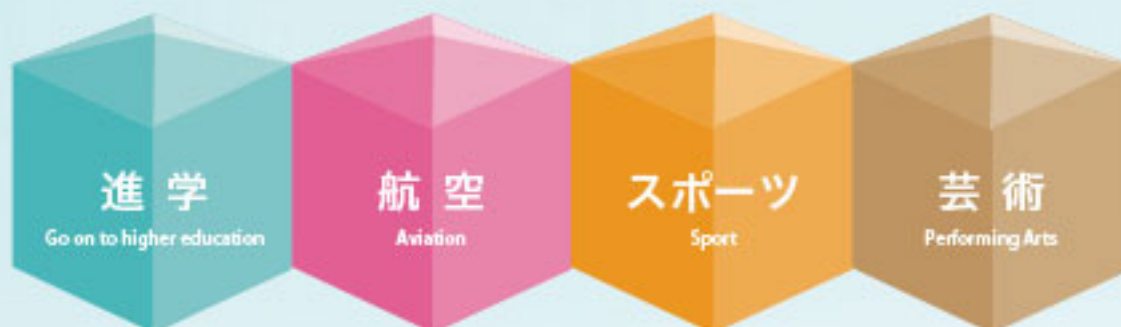 進学
Go on to higher education
航空
Aviation
スポーツ
Sport
芸術
Performing Arts